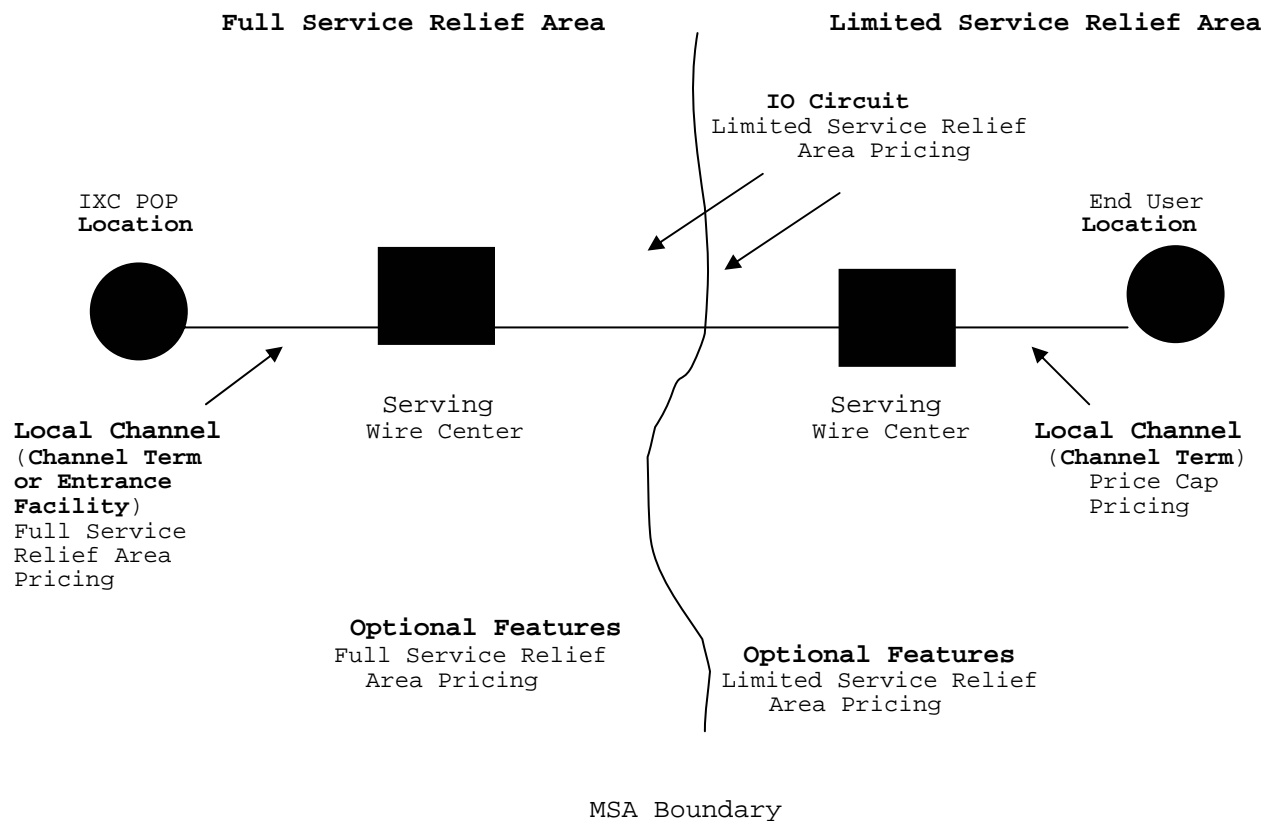 Full Service Relief Area
Limited Service Relief Area
IO Circuit
Limited Service Relief
Area Pricing
IXC POP
Location
End User
Location
Serving
Wire Center
Serving
Wire Center
Local Channel
(Channel Term
or Entrance
Facility)
Full Service
Relief Area
Pricing
Local Channel
(Channel Term)
Price Cap
Pricing
Optional Features
Full Service Relief
Area Pricing
Optional Features
Limited Service Relief
Area Pricing
MSA Boundary